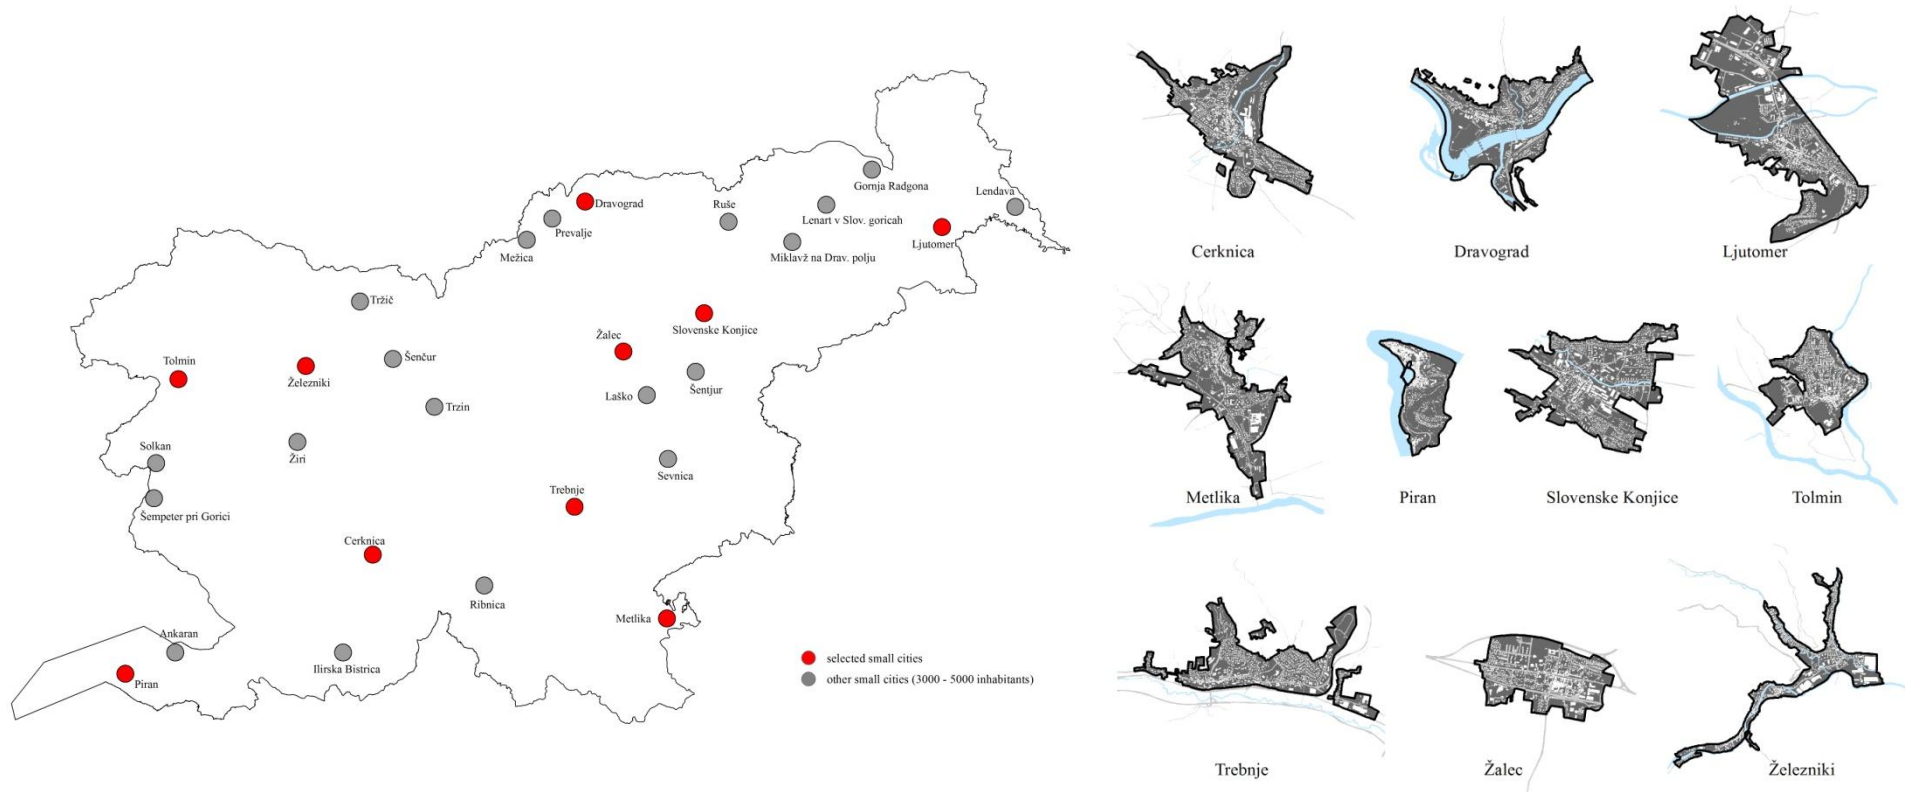 Gornja Radgona
Lendava
Dravograd
Ruše
Lenart v Slov. goricah
Prevalje
Ljutomer
Mežica
Miklavž na Drav. polju
Tržič
Slovenske Konjice
Žalec
Tolmin
Šenčur
Železniki
Šentjur
Laško
Trzin
Solkan
Žiri
Sevnica
Trebnje
Šempeter pri Gorici
Cerknica
Ribnica
Metlika
Ankaran
Ilirska Bistrica
Piran
selected small cities
other small cities (3000 - 5000 inhabitants)
Cerknica
Dravograd
Ljutomer
Metlika
Piran
Slovenske Konjice
Tolmin
Trebnje
Žalec
Železniki